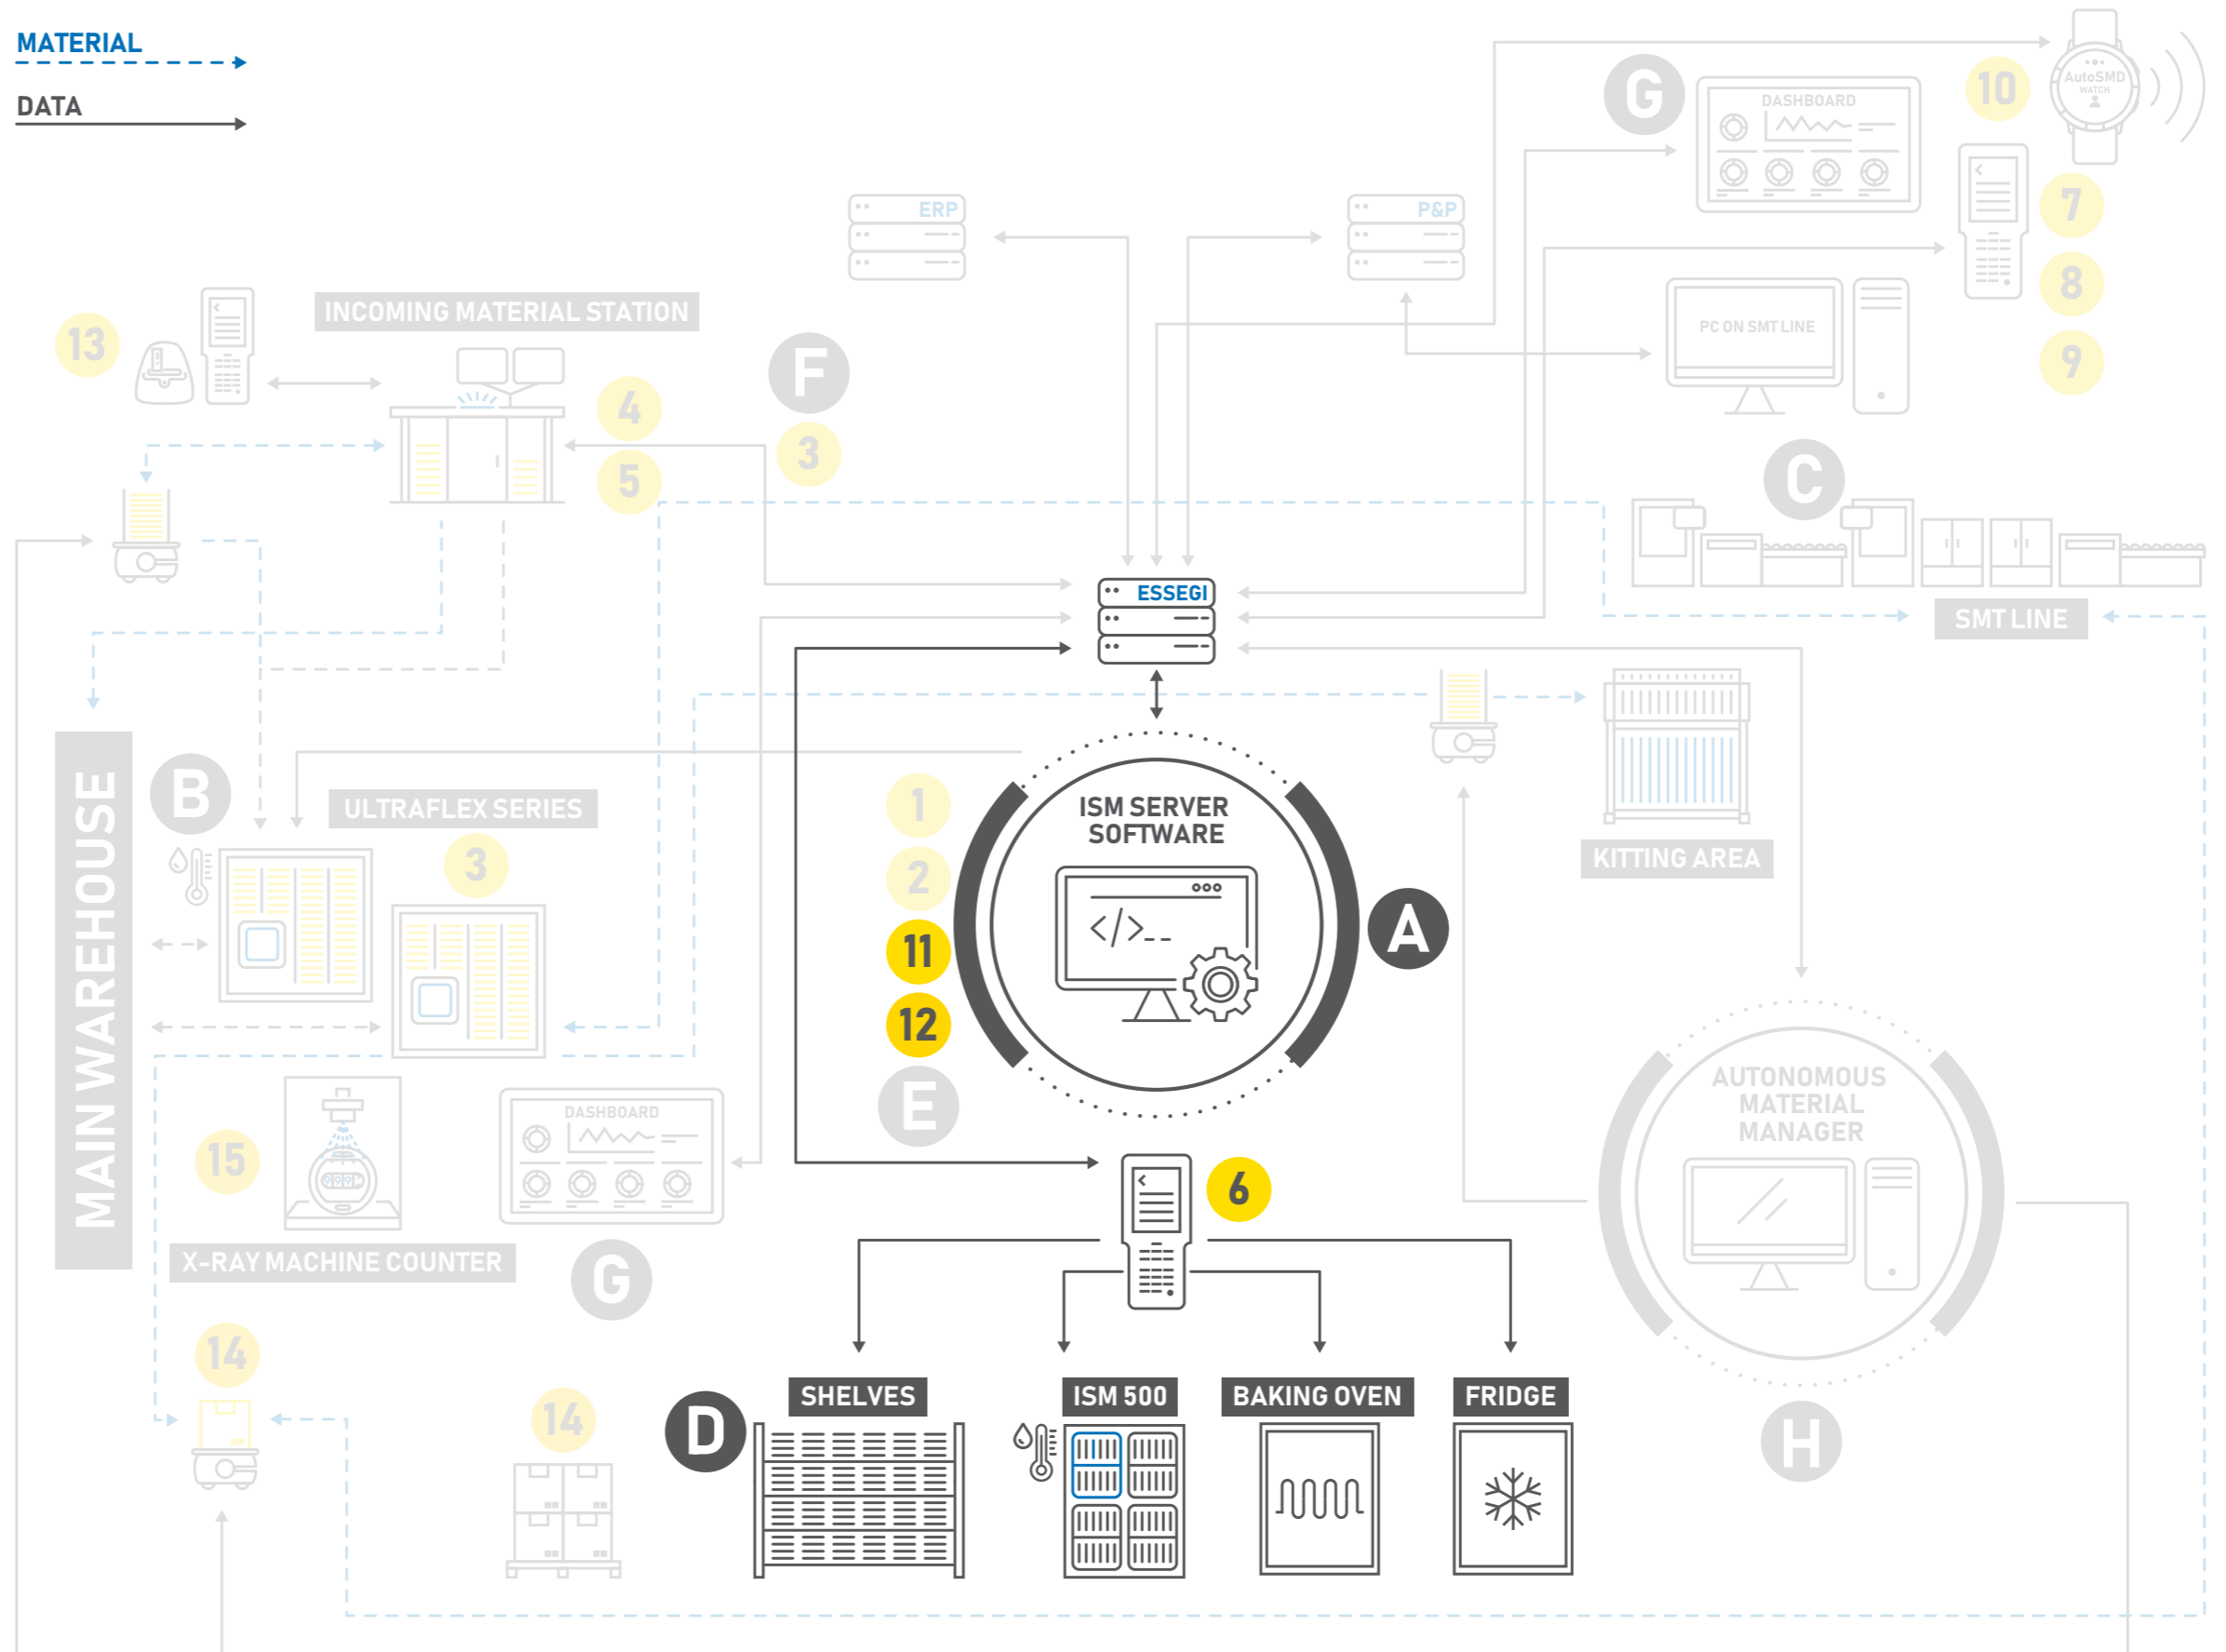 MATERIAL
DATA
10
AutoSMD
WATCH
G
DASHBOARD
7
8
9
ERP
P&P
PC ON SMT LINE
INCOMING MATERIAL STATION
13
F
3
4
5
C
SMT LINE
ESSEGI
MAIN WAREHOUSE
B
ULTRAFLEX SERIES
3
1
2
11
12
E
ISM SERVER
SOFTWARE
</>_ _
A
KITTING AREA
AUTONOMOUS
MATERIAL
MANAGER
H
15
X-RAY MACHINE COUNTER
DASHBOARD
G
6
14
14
D
SHELVES
ISM 500
BAKING OVEN
FRIDGE